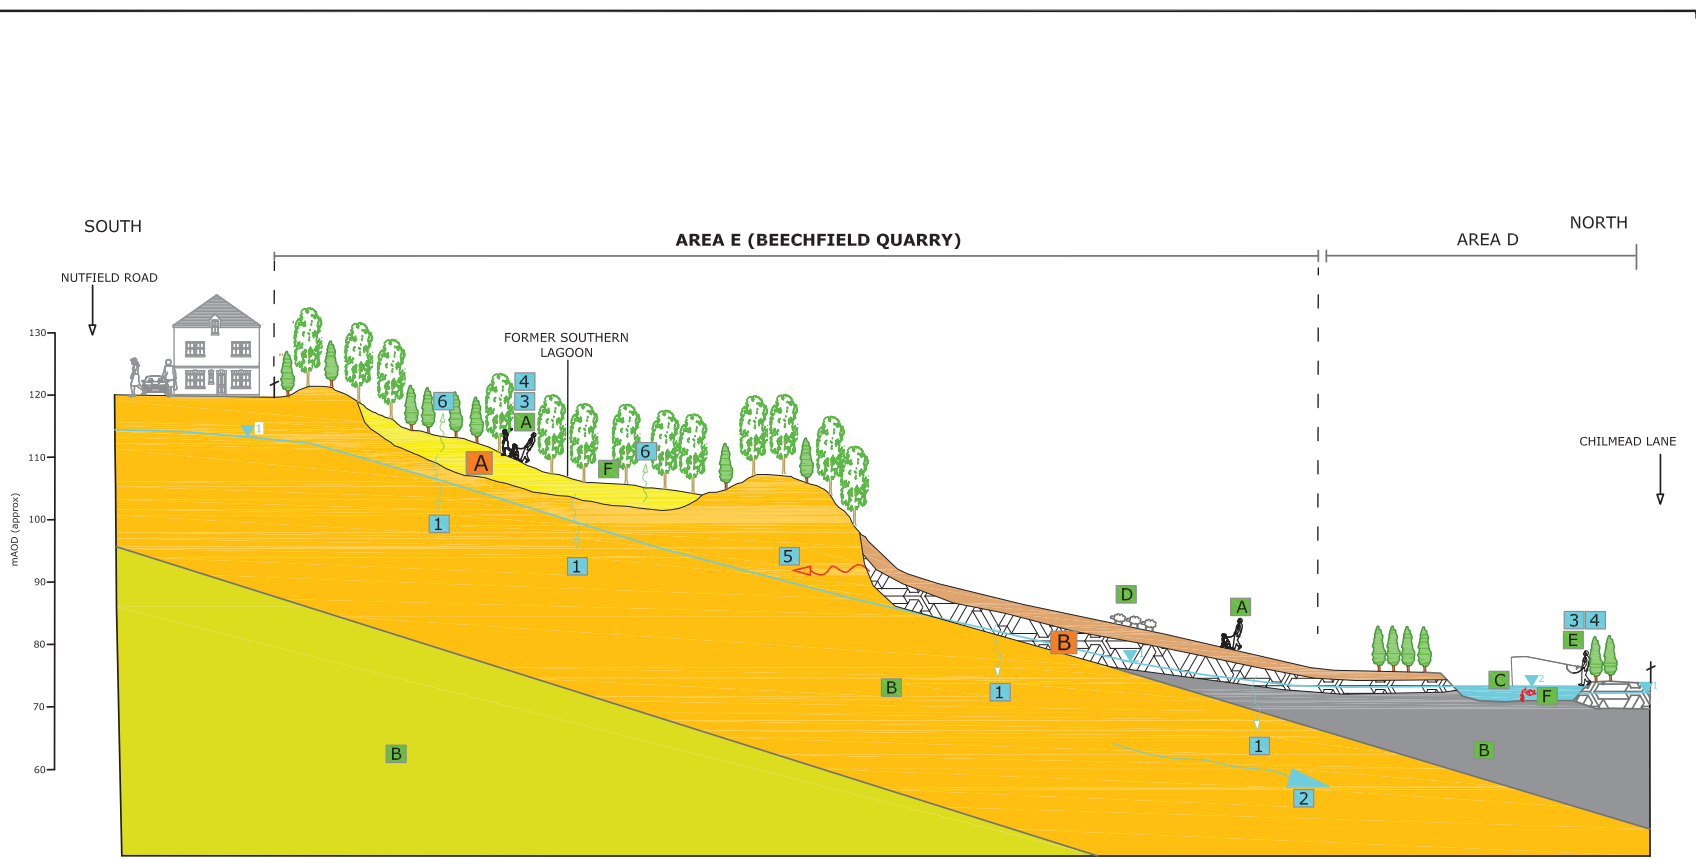 SOUTH
NORTH
AREA E (BEECHFIELD QUARRY)
AREA D
NUTFIELD ROAD
FORMER SOUTHERN
LAGOON
CHILMEAD LANE
mAOD (approx)
130
120
110
100
90
80
70
60
1
6
4
3
A
A
F
6
1
1
5
D
A
B
B
1
1
2
B
B
C
2
F
3 4
E
1